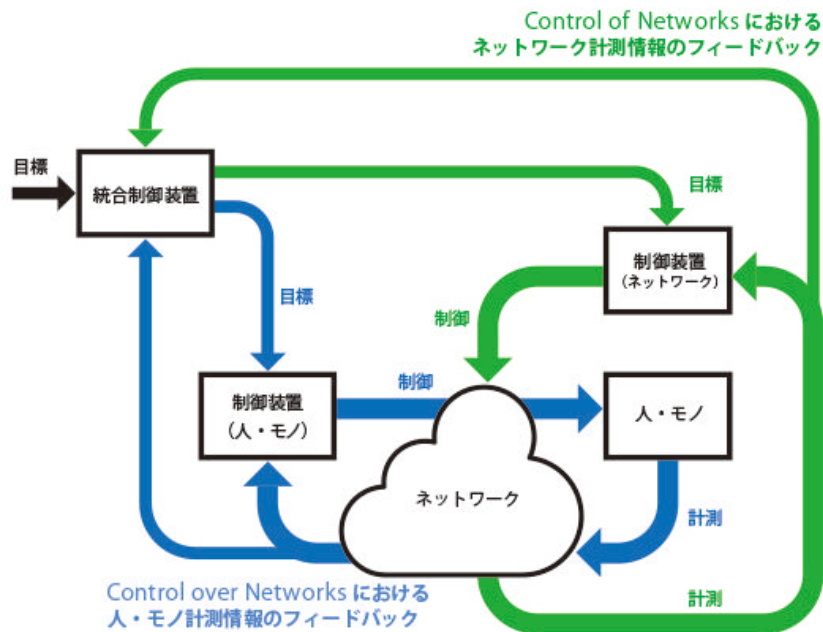 Control of Networks における
ネットワーク計測情報のフィードバック
目標
統合制御装置
目標
制御装置
（ネットワーク）
目標
制御
制御
制御装置
（人・モノ）
人・モノ
ネットワーク
計測
Control over Networks における
人・モノ計測情報のフィードバック
計測